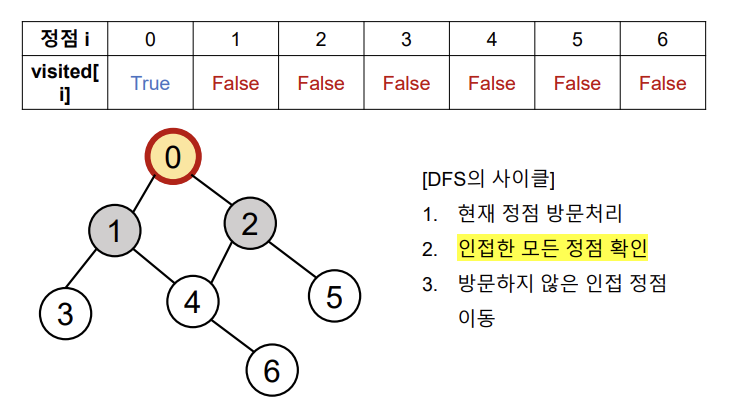 정점 i 0 1 2 3 4 5 6
visited[
i] True False False False False False False
0
1
2
3
4
5
6
[DFS의 사이클]
1. 현재 정점 방문처리
2. 인접한 모든 정점 확인
3. 방문하지 않은 인접 정점
이동